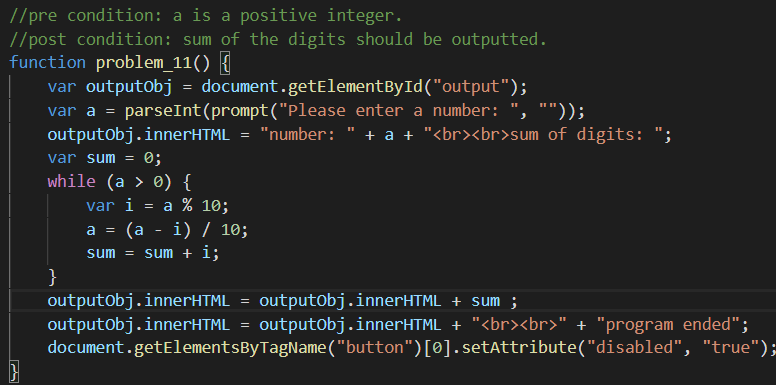 //pre condition: a is a positive integer.
//post condition: sum of the digits should be outputted.
function problem_11() {
    var outputObj = document.getElementById("output");
    var a = parseInt(prompt("Please enter a number: ", ""));
    outputObj.innerHTML = "number: " + a + "<br><br>sum of digits: ";
    var sum = 0;
    while (a > 0) {
        var i = a % 10;
        a = (a - i) / 10;
        sum = sum + i;
    }
    outputObj.innerHTML = outputObj.innerHTML + sum ;
    outputObj.innerHTML = outputObj.innerHTML + "<br><br>" + "program ended";
    document.getElementsByTagName("button")[0].setAttribute("disabled", "true");
}